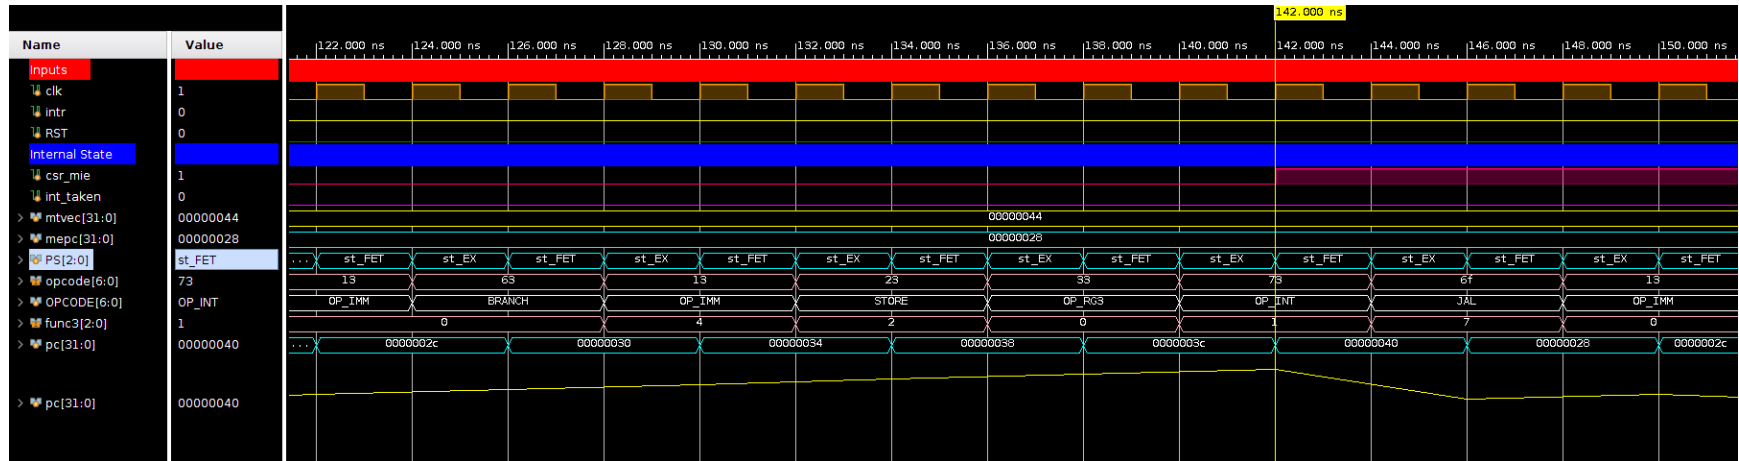 142.000 ns
Name Value
122.000 ns 124.000 ns 126.000 ns 128.000 ns 130.000 ns 132.000 ns 134.000 ns 136.000 ns 138.000 ns 140.000 ns 142.000 ns 144.000 ns 146.000 ns 148.000 ns 150.000 ns
Inputs
clk 1
intr 0
RST 0
Internal State
csr_mie 1
int_taken 0
mtvec[31:0] 00000044 00000044
mepc[31:0] 00000028 00000028
PS[2:0] st_FET ... st_FET st_EX st_FET st_EX st_FET st_EX st_FET st_EX st_FET st_EX st_FET st_EX st_FET st_EX st_FET
opcode[6:0] 73 13 63 13 23 33 73 6f 13
OPCODE[6:0] OP_INT OP_IMM BRANCH OP_IMM STORE OP_RG3 OP_INT JAL OP_IMM
func3[2:0] 1 0 4 2 0 1 7 0
pc[31:0] 00000040 ... 0000002c 00000030 00000034 00000038 0000003c 00000040 00000028 0000002c
pc[31:0] 00000040